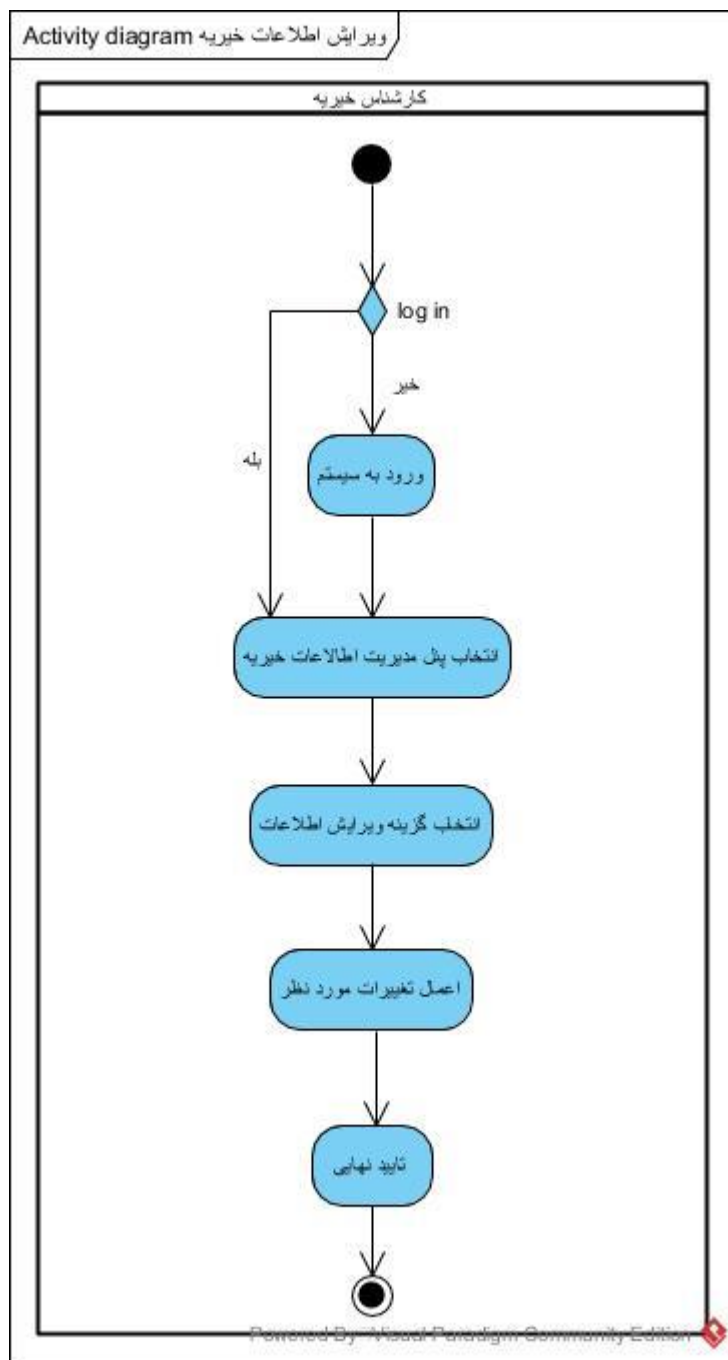 Activity diagram ویرایش اطلاعات خیریه
کارشناس خیریه
log in
خیر
بله
ورود به سیستم
انتخاب پنل مدیریت اطالاعات خیریه
انتخاب گزینه ویرایش اطلاعات
اعمال تغییرات مورد نظر
تایید نهایی
Powered By Visual Paradigm Community Edition